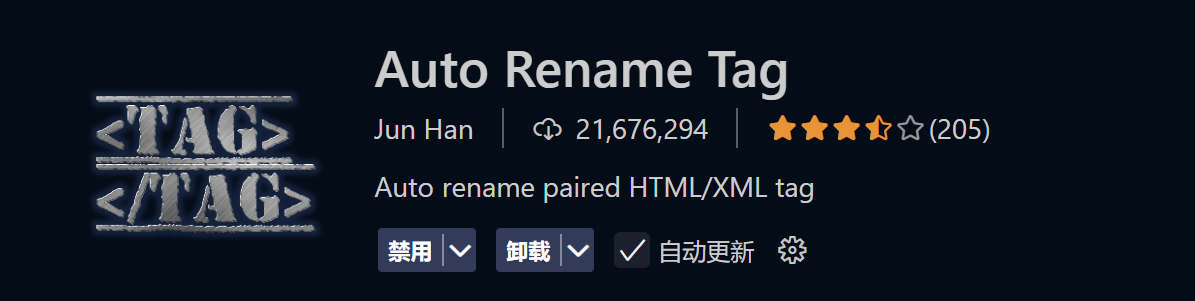 <TAG>
</TAG>
Auto Rename Tag
Jun Han 21,676,294 (205)
Auto rename paired HTML/XML tag
禁用 卸载 自动更新